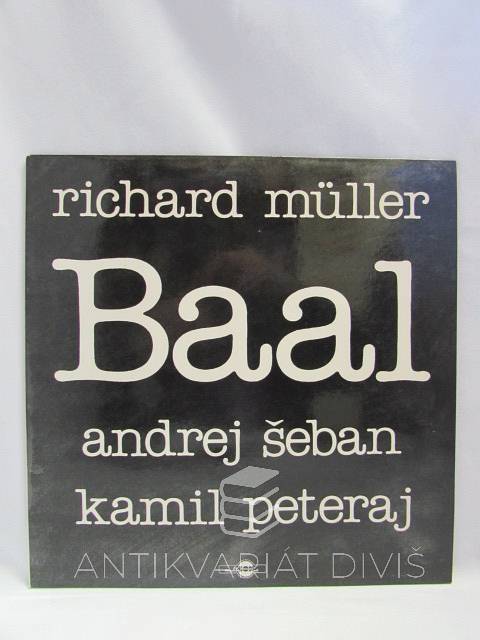 richard müller
Baal
andrej šeban
kamil peteraj
ANTIKVARIÁT DIVIŠ